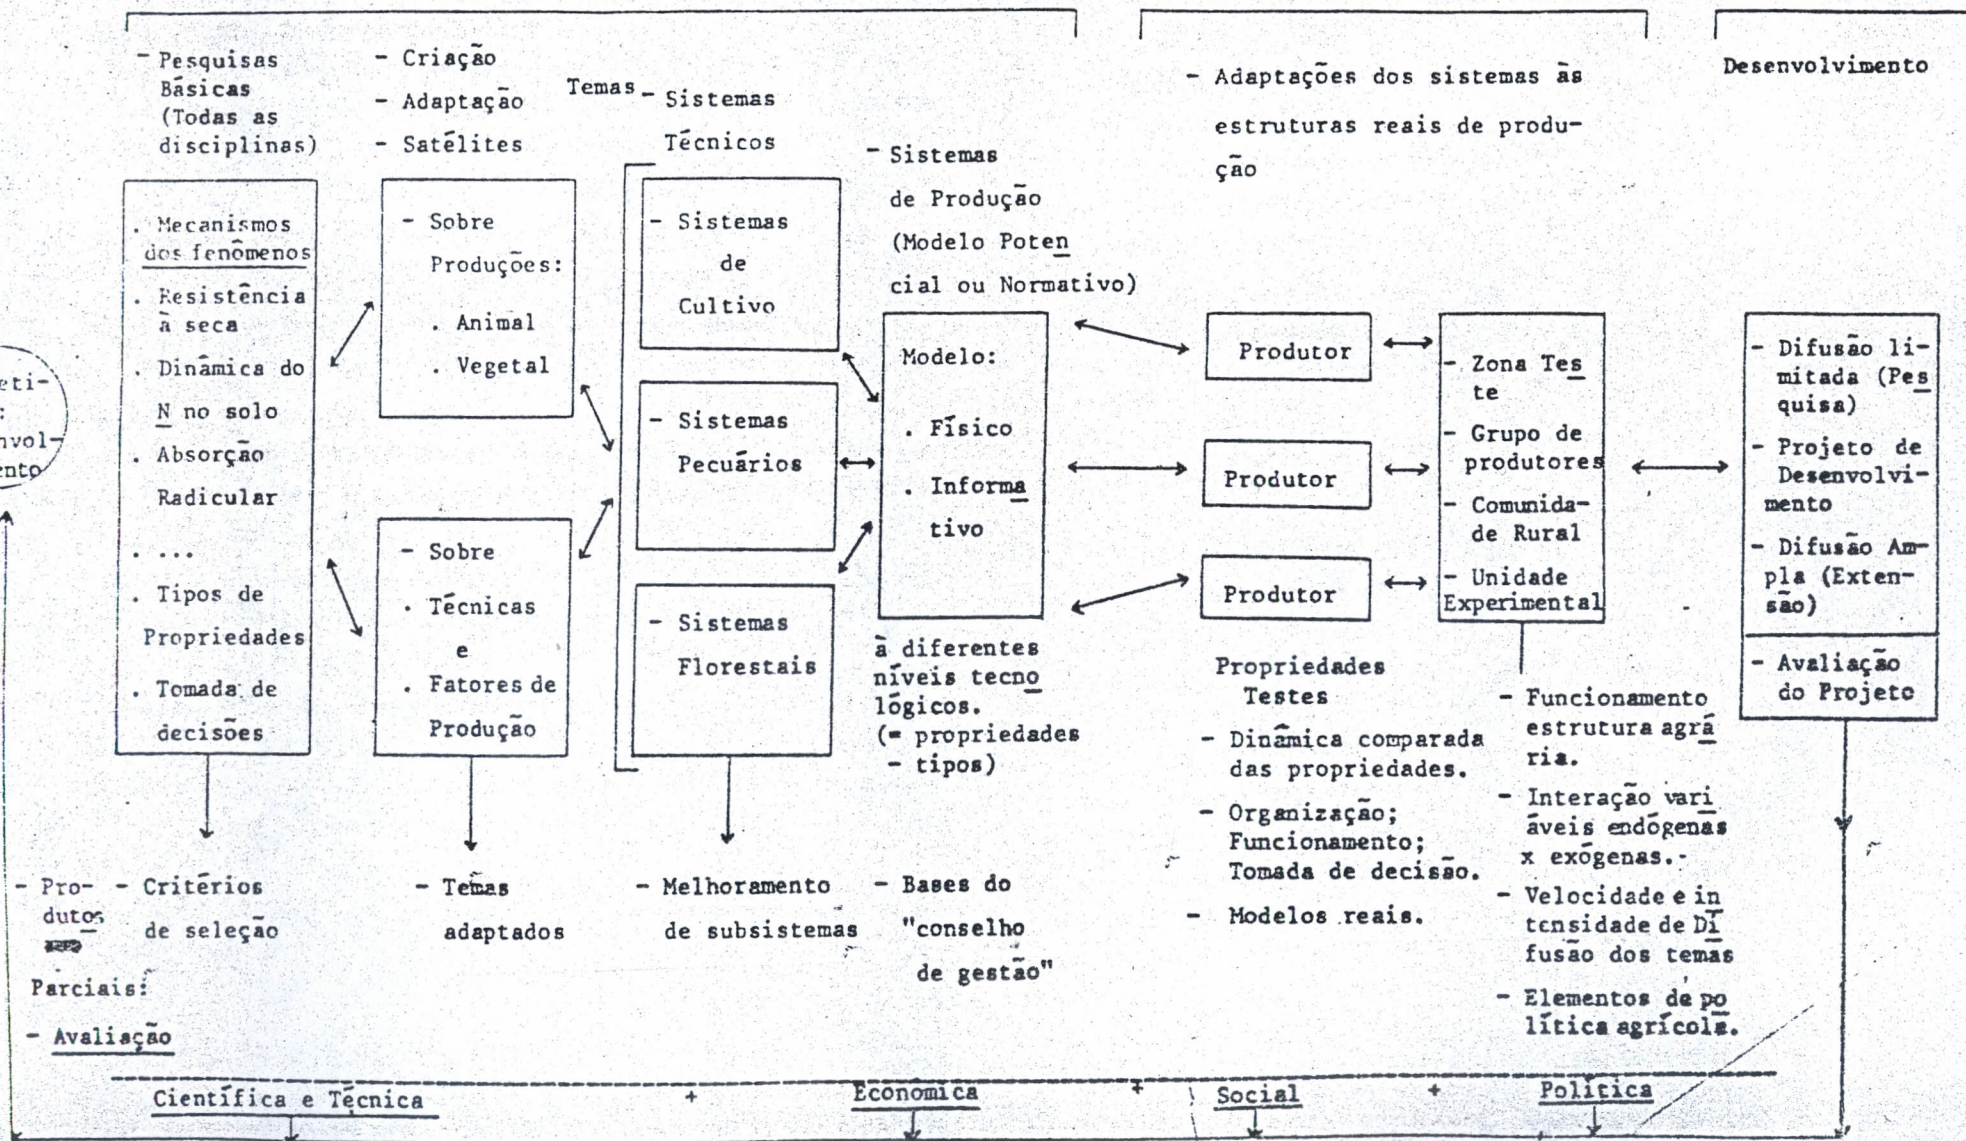 - Pesquisas
Básicas
(Todas as
disciplinas)
- Criação
- Adaptação
- Satélites
Temas
- Sistemas
Técnicos
- Sistemas
de Produção
(Modelo Poten
cial ou Normativo)
- Adaptações dos sistemas às
estruturas reais de produ-
ção
Desenvolvimento
. Mecanismos
dos fenômenos
. Resistência
à seca
. Dinâmica do
N no solo
. Absorção
Radicular
. ...
. Tipos de
Propriedades
. Tomada de
decisões
- Sobre
Produções:
. Animal
. Vegetal
- Sobre
. Técnicas
e
. Fatores de
Produção
- Sistemas
de
Cultivo
- Sistemas
Pecuários
- Sistemas
Florestais
Modelo:
. Físico
. Informa
tivo
à diferentes
níveis tecno
lógicos.
(= propriedades
- tipos)
Produtor
Produtor
Produtor
Propriedades
Testes
- Dinâmica comparada
das propriedades.
- Organização;
Funcionamento;
Tomada de decisão.
- Modelos reais.
- Zona Tes
te
- Grupo de
produtores
- Comunida-
de Rural
- Unidade
Experimental
- Funcionamento
estrutura agrá
ria.
- Interação vari
áveis endógenas
x exógenas.-
- Velocidade e in
tensidade de Di
fusão dos temas
- Elementos de po
lítica agrícola.
- Difusão li-
mitada (Pes
quisa)
- Projeto de
Desenvolvi-
mento
- Difusão Am-
pla (Exten-
são)
- Avaliação
do Projeto
eti-
:
nvol-
ento
- Pro-
dutos
Parciais:
- Critérios
de seleção
- Temas
adaptados
- Melhoramento
de subsistemas
- Bases do
"conselho
de gestão"
- Avaliação
Científica e Técnica + Econômica + Social + Política